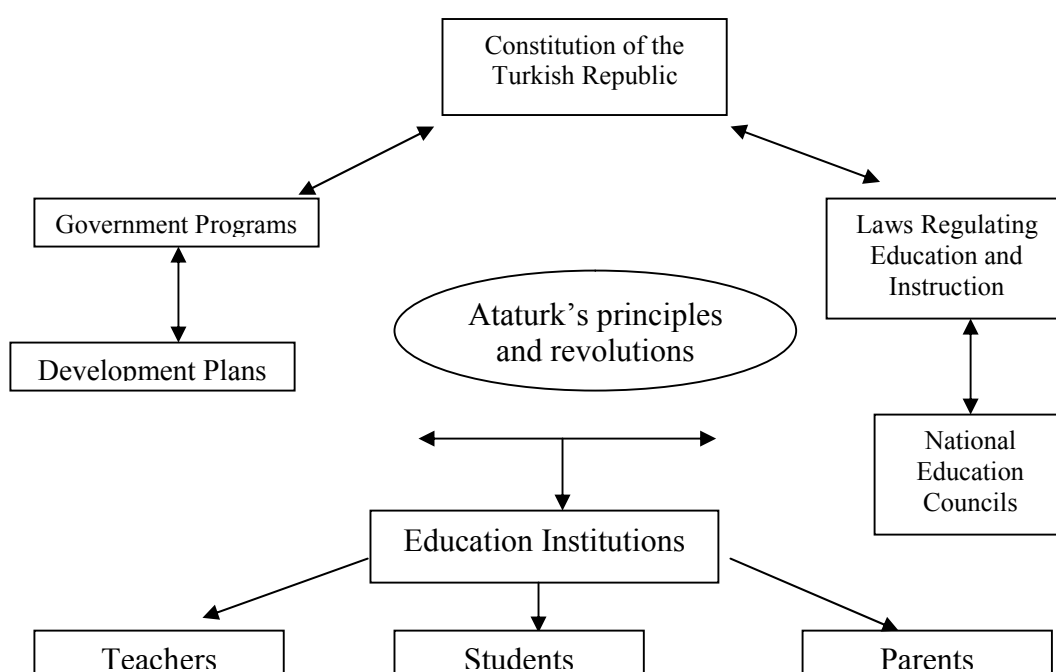 Constitution of the
Turkish Republic
Government Programs
Laws Regulating
Education and
Instruction
Ataturk’s principles
and revolutions
Development Plans
National
Education
Councils
Education Institutions
Teachers
Students
Parents